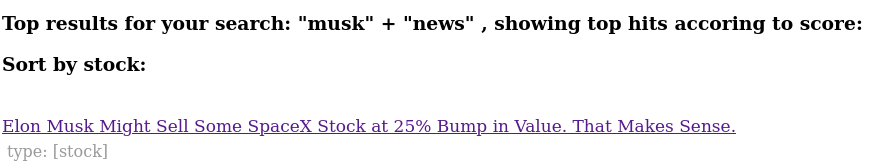 Top results for your search: "musk" + "news" , showing top hits accoring to score:
Sort by stock:
Elon Musk Might Sell Some SpaceX Stock at 25% Bump in Value. That Makes Sense.
type: [stock]